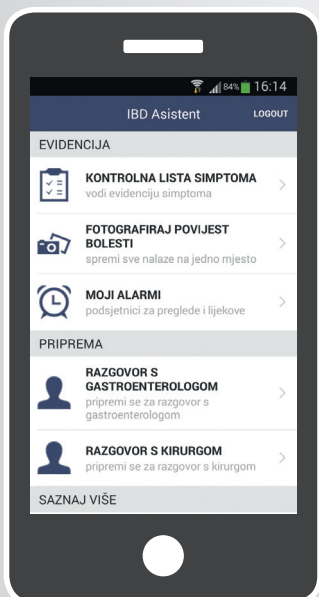 84% 16:14
IBD Asistent LOGOUT
EVIDENCIJA
KONTROLNA LISTA SIMPTOMA
vodi evidenciju simptoma
FOTOGRAFIRAJ POVIJEST
BOLESTI
spremi sve nalaze na jedno mjesto
MOJI ALARMI
podsjetnici za preglede i lijekove
PRIPREMA
RAZGOVOR S
GASTROENTEROLOGOM
pripremi se za razgovor s
gastroenterologom
RAZGOVOR S KIRURGOM
pripremi se za razgovor s kirurgom
SAZNAJ VIŠE